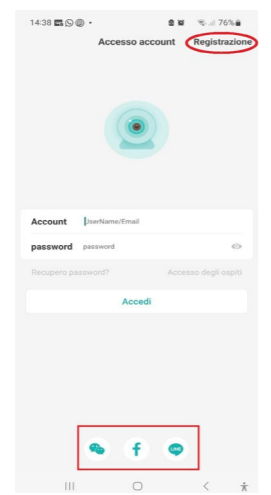 14:38 76%
Accesso account Registrazione
Account UserName/Email
password password
Recupero password? Accesso degli ospiti
Accedi
f LINE